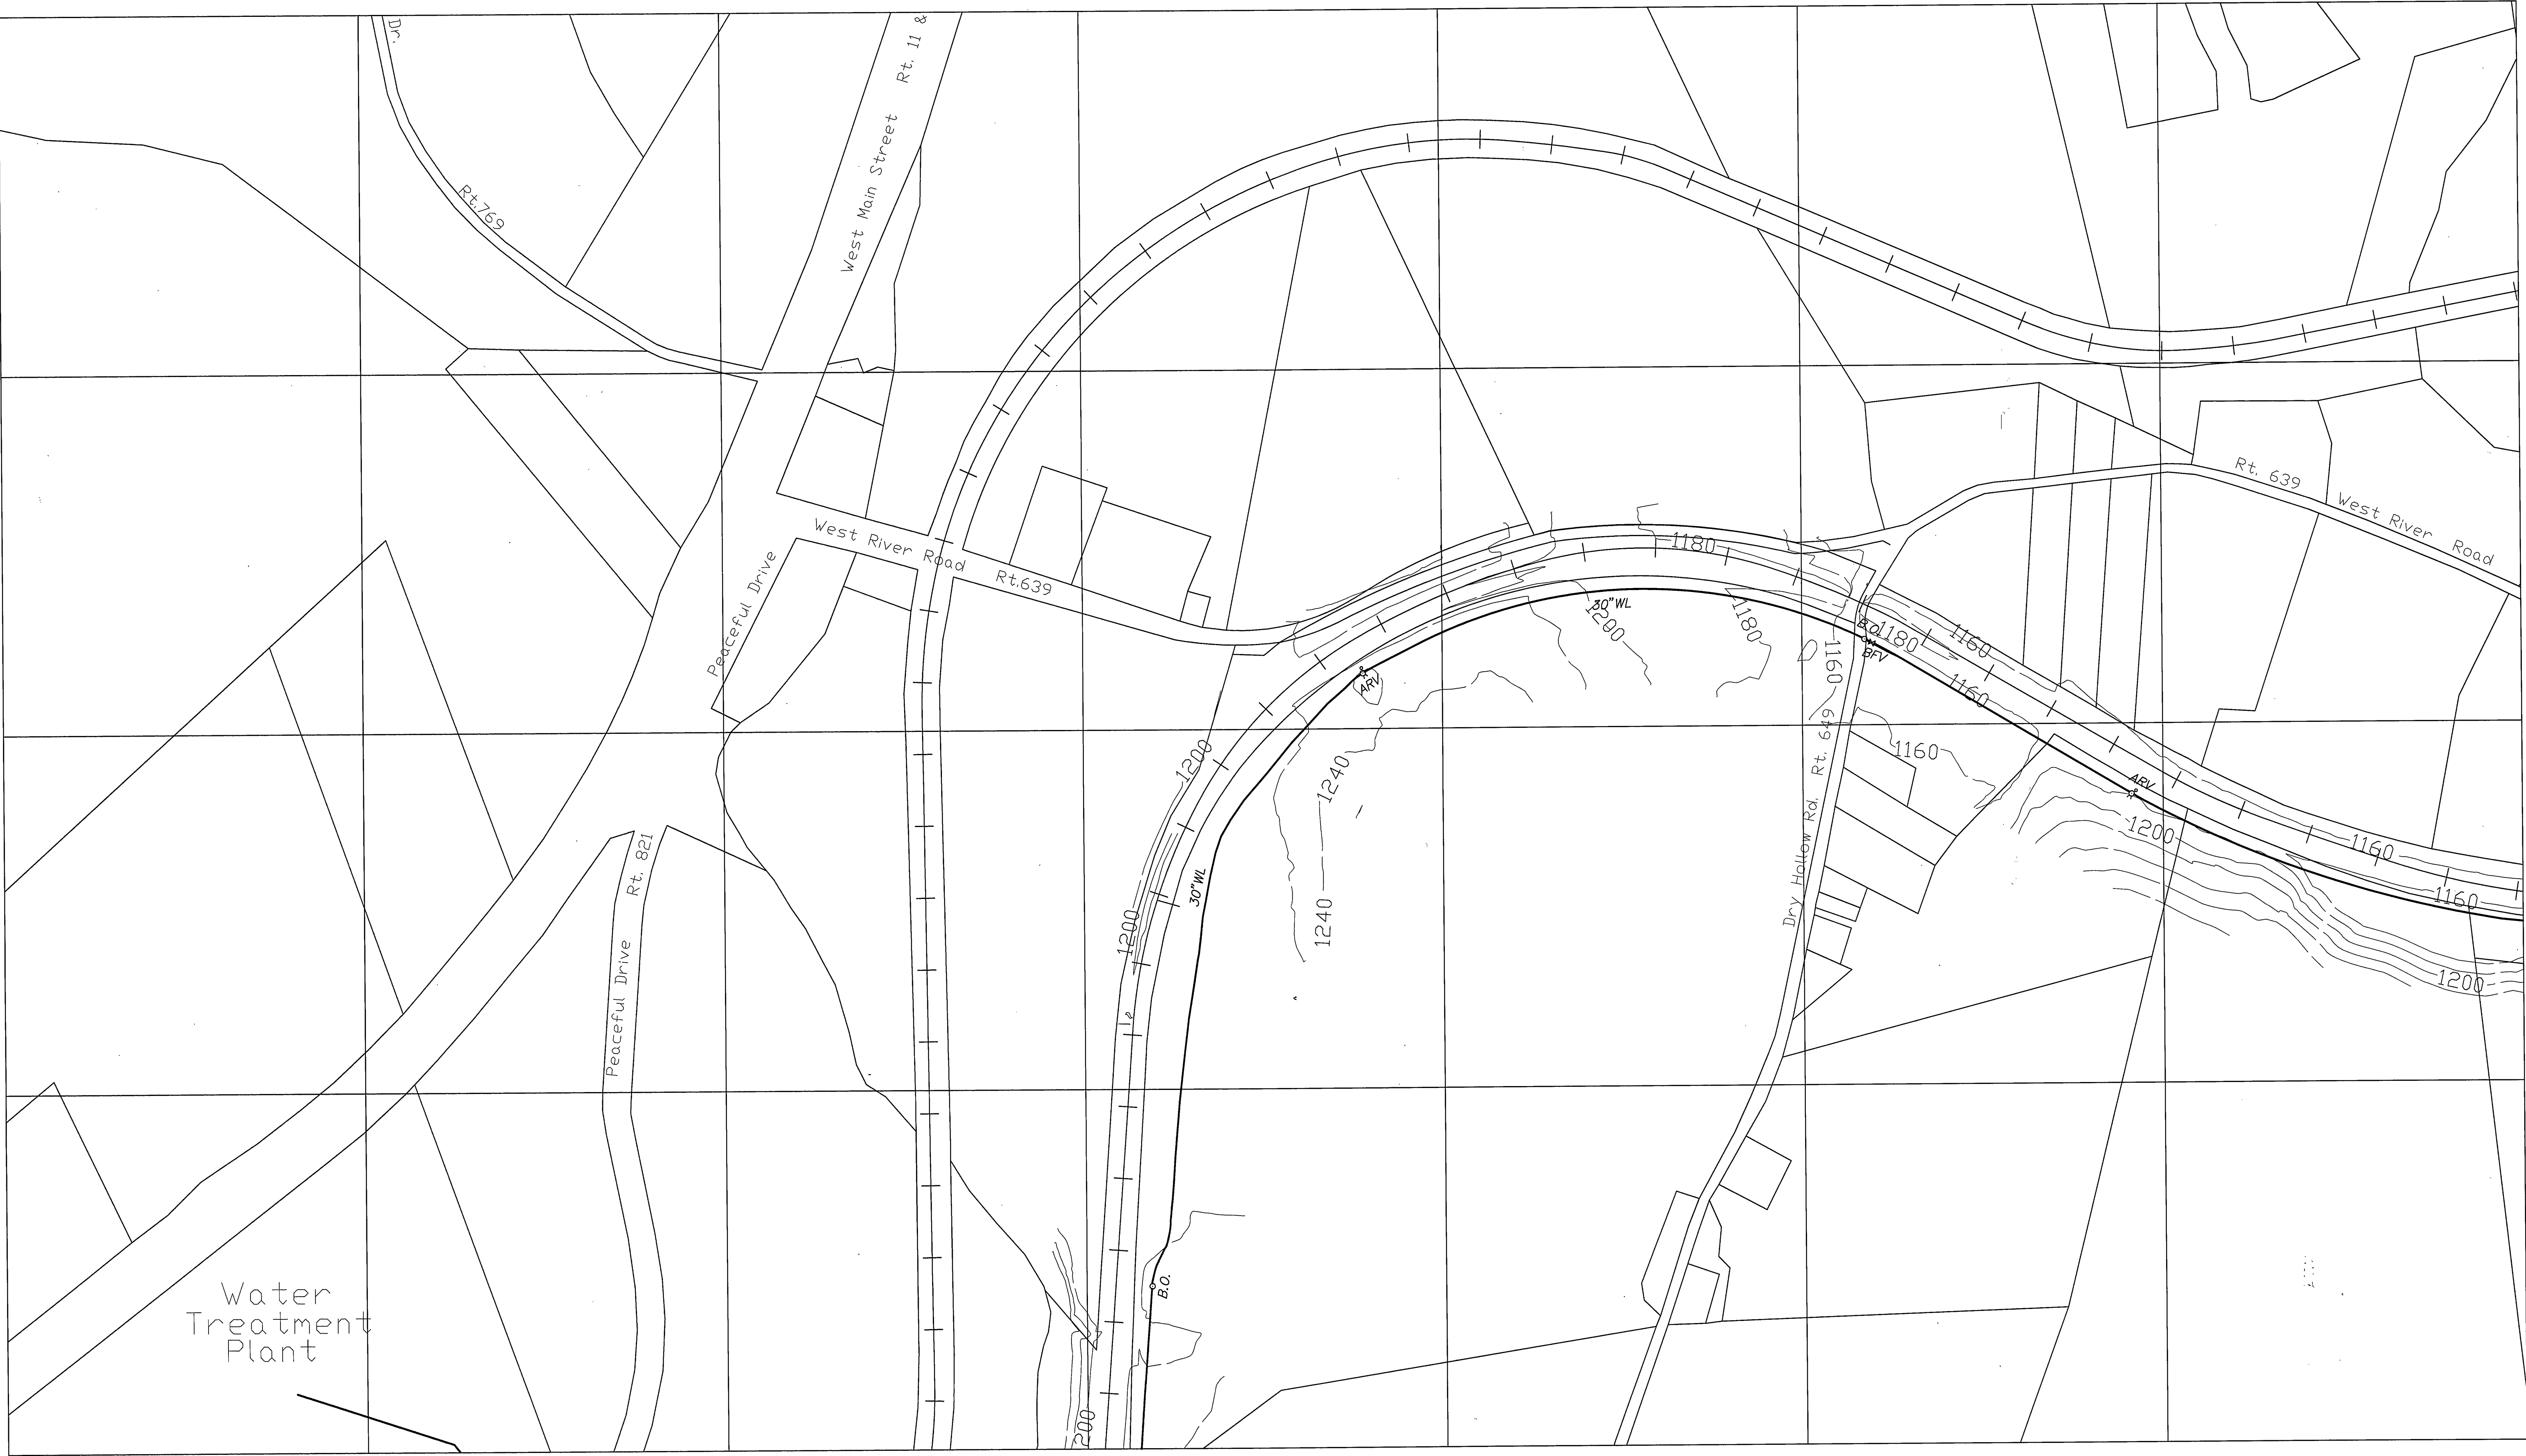 Dr.
West Main Street Rt. 11 &
Rt.769
Rt. 639 West River Road
West River Road Rt.639
Peaceful Drive
1180
30"WL
1200
1180
1160
B.O.
1180
BFV
1160
ARV
1160
1200
1240
Dry Hollow Rd. Rt. 649
1160
ARV
1200
1160
1160
1200
Peaceful Drive Rt. 821
30"WL
1200
1240
B.O.
Water
Treatment
Plant
200